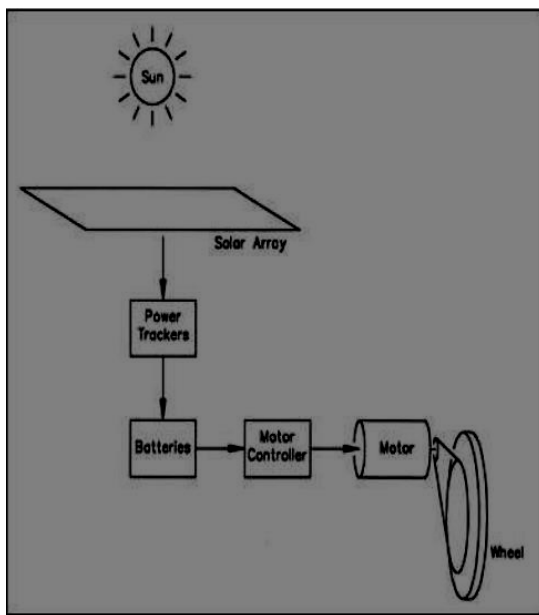 Sun
Solar Array
Power
Trackers
Batteries
Motor
Controller
Motor
Wheel